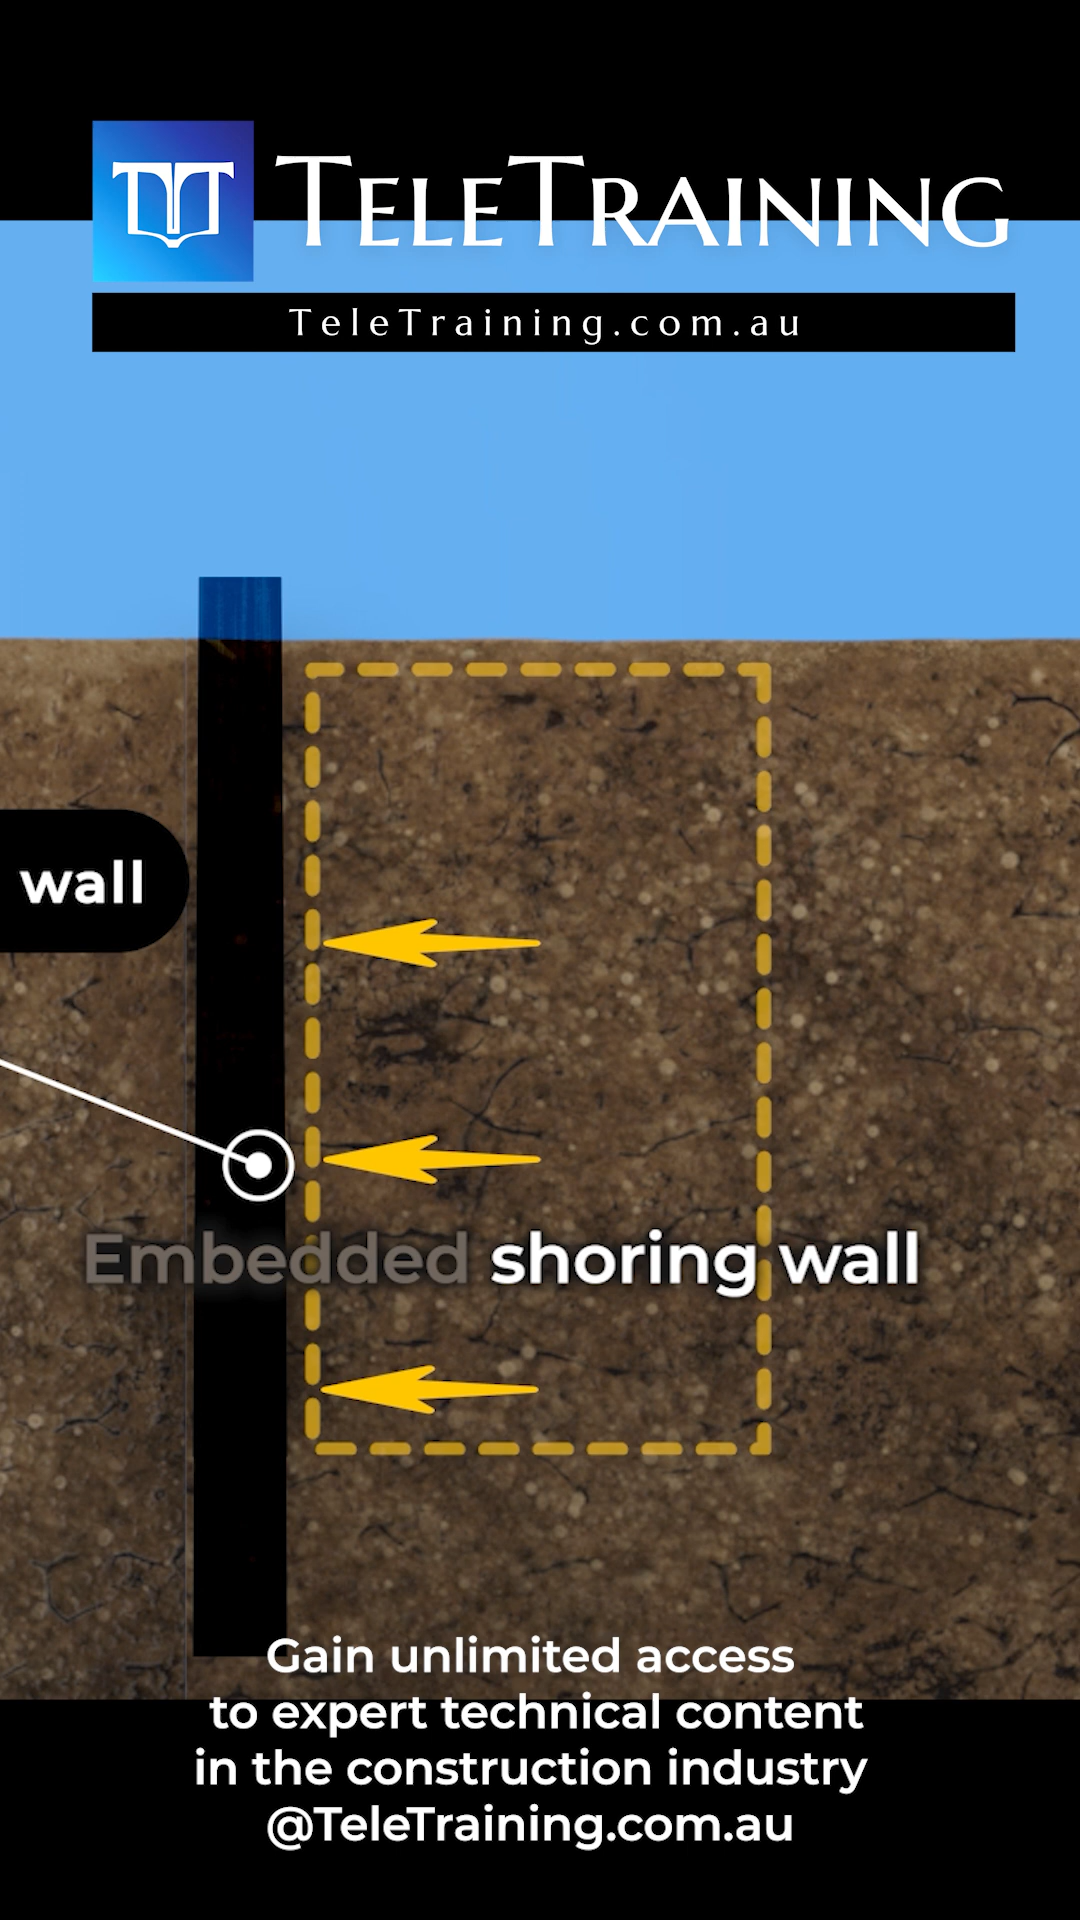 TELETRAINING
TeleTraining.com.au
wall
Embedded shoring wall
Gain unlimited access
to expert technical content
in the construction industry
@TeleTraining.com.au